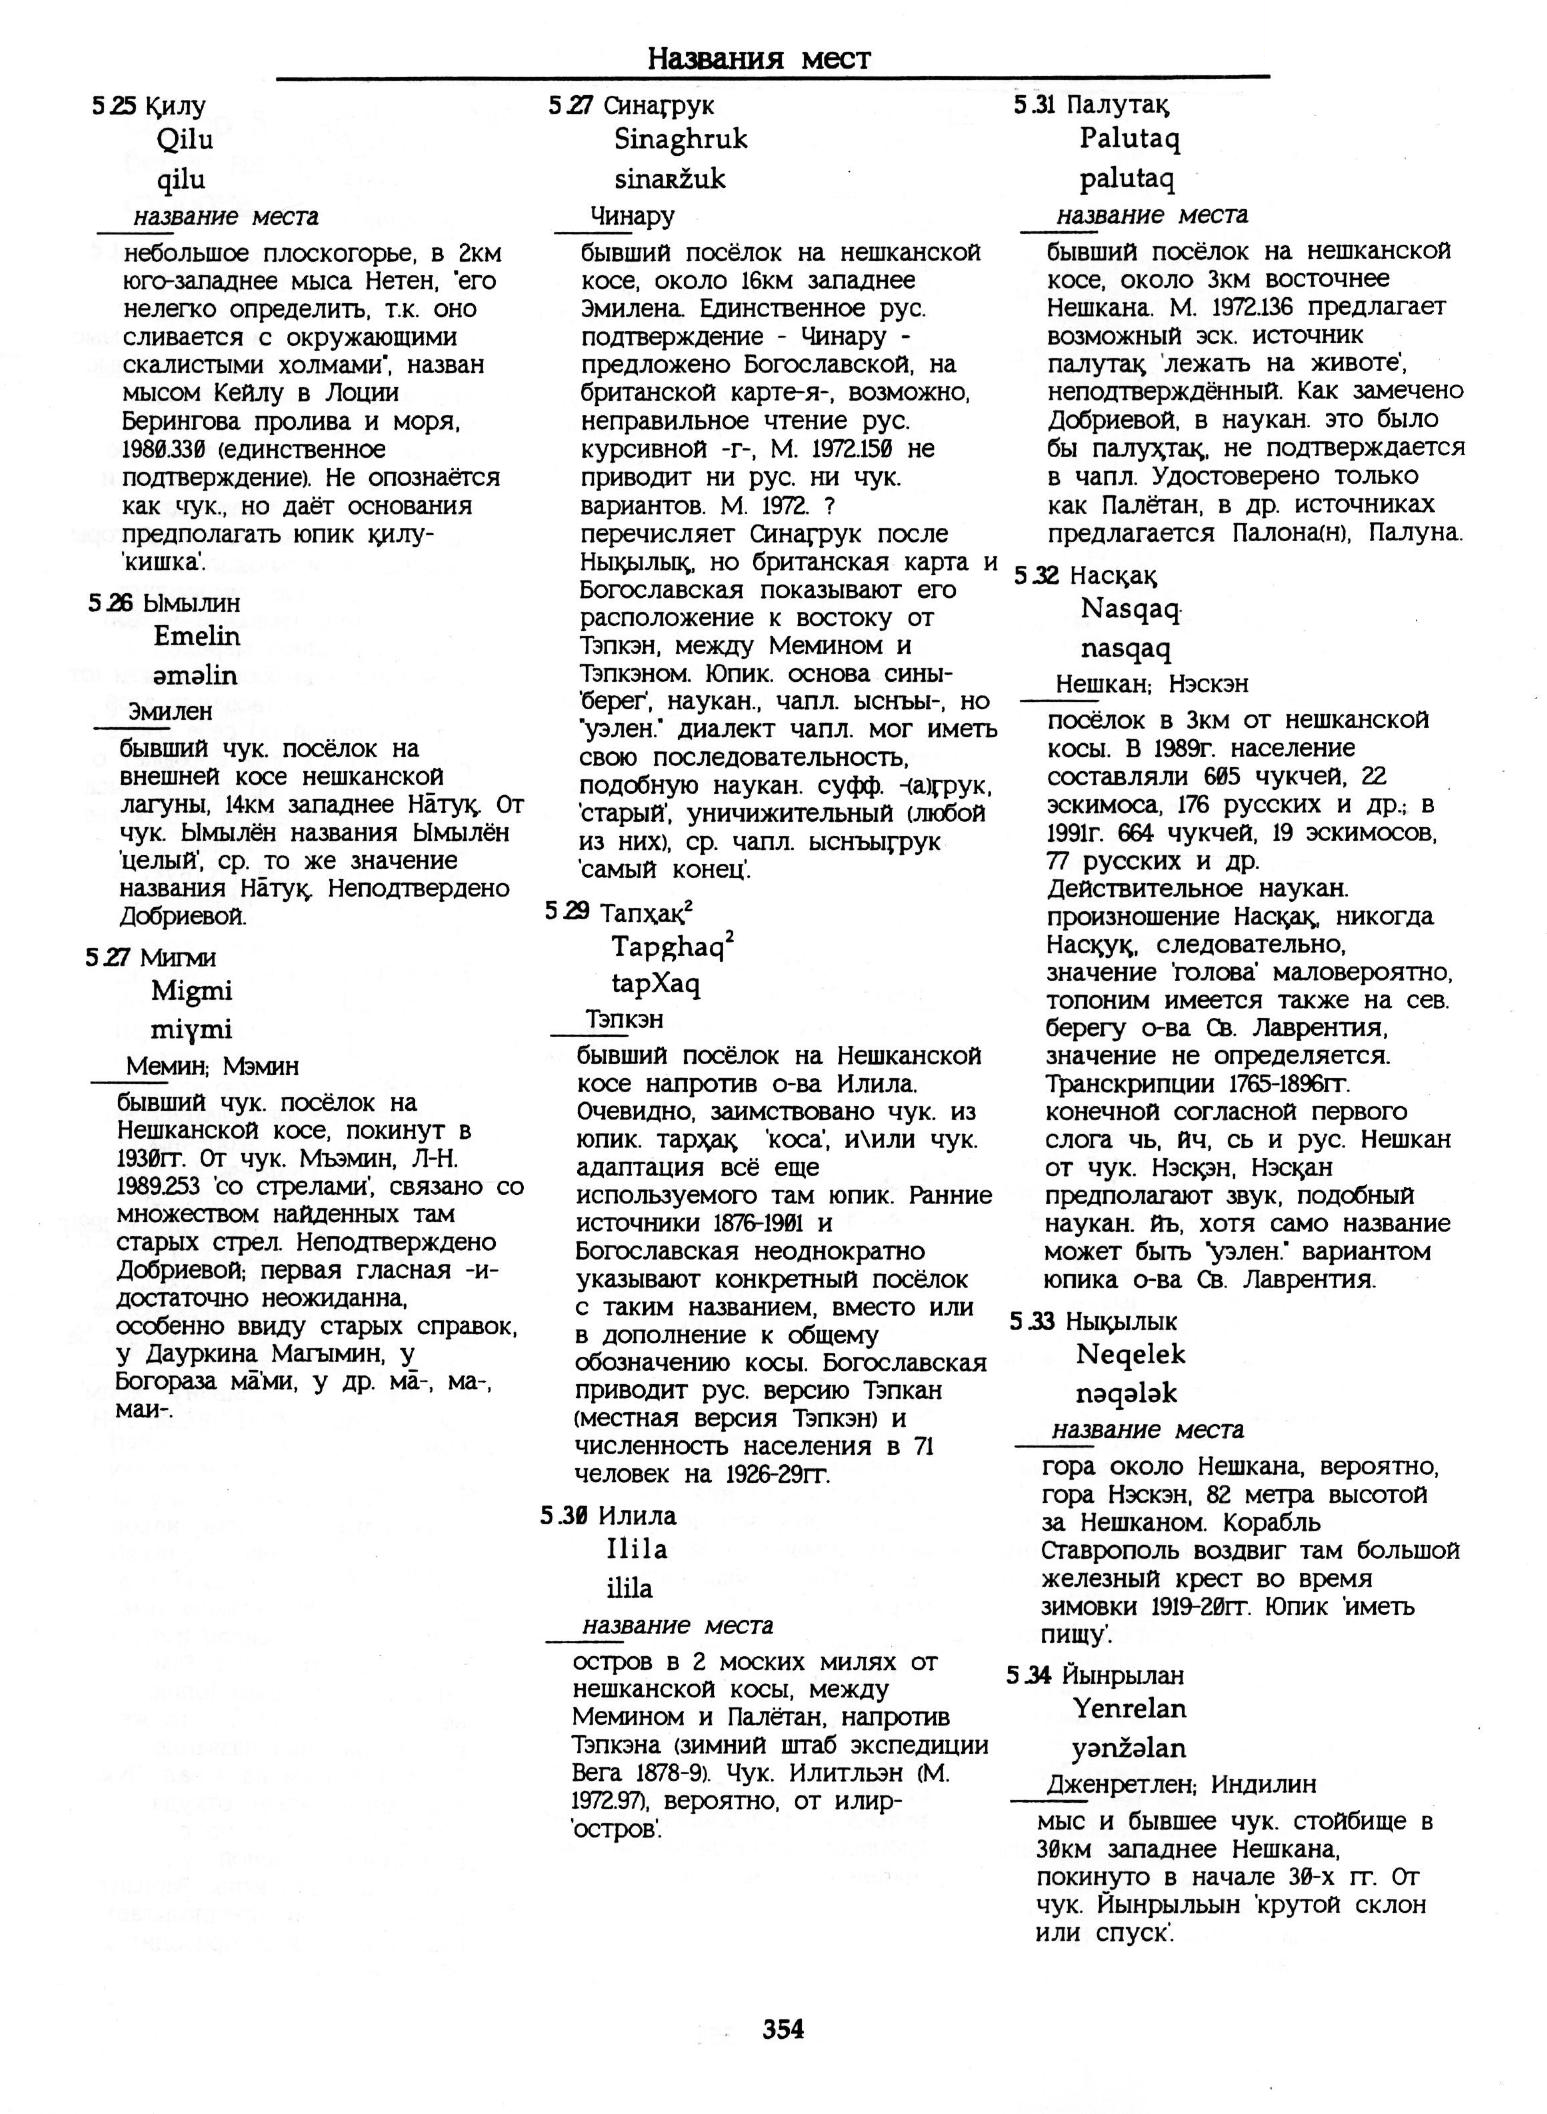 Названия мест
5.25 Қилу
Qilu
qilu
название места
небольшое плоскогорье, в 2км
юго-западнее мыса Нетен, "его
нелегко определить, т.к. оно
сливается с окружающими
скалистыми холмами", назван
мысом Кейлу в Лоции
Берингова пролива и моря,
1980.330 (единственное
подтверждение). Не опознаётся
как чук., но даёт основания
предполагать юпик қилу-
'кишка'.
5.26 Ымылин
Emelin
əməlin
Эмилен
бывший чук. посёлок на
внешней косе нешканской
лагуны, 14км западнее На̄туқ. От
чук. Ымылён названия Ымылён
'целый', ср. то же значение
названия На̄туқ. Неподтвердено
Добриевой.
5.27 Мигми
Migmi
miɣmi
Мемин; Мэмин
бывший чук. посёлок на
Нешканской косе, покинут в
1930гг. От чук. Мъэмин, Л-Н.
1989.253 'со стрелами', связано со
множеством найденных там
старых стрел. Неподтверждено
Добриевой; первая гласная -и-
достаточно неожиданна,
особенно ввиду старых справок,
у Дауркина Магымин, у
Богораза ма̄'ми, у др. ма̄-, ма-,
маи-.
5.27 Синаӷрук
Sinaghruk
sinaʀžuk
Чинару
бывший посёлок на нешканской
косе, около 16км западнее
Эмилена. Единственное рус.
подтверждение - Чинару -
предложено Богославской, на
британской карте-я-, возможно,
неправильное чтение рус.
курсивной -г-, М. 1972.150 не
приводит ни рус. ни чук.
вариантов. М. 1972. ?
перечисляет Синаӷрук после
Нықылық, но британская карта и
Богославская показывают его
расположение к востоку от
Тэпкэн, между Мемином и
Тэпкэном. Юпик. основа сины-
'берег', наукан., чапл. ыснъы-, но
"уэлен." диалект чапл. мог иметь
свою последовательность,
подобную наукан. суфф. -(а)ӷрук,
'старый', уничижительный (любой
из них), ср. чапл. ыснъыӷрук
'самый конец'.
5.29 Тапҳақ²
Tapghaq²
tapXaq
Тэпкэн
бывший посёлок на Нешканской
косе напротив о-ва Илила.
Очевидно, заимствовано чук. из
юпик. тарҳақ 'коса', и\или чук.
адаптация всё еще
используемого там юпик. Ранние
источники 1876-1901 и
Богославская неоднократно
указывают конкретный посёлок
с таким названием, вместо или
в дополнение к общему
обозначению косы. Богославская
приводит рус. версию Тэпкан
(местная версия Тэпкэн) и
численность населения в 71
человек на 1926-29гг.
5.30 Илила
Ilila
ilila
название места
остров в 2 моских милях от
нешканской косы, между
Мемином и Палётан, напротив
Тэпкэна (зимний штаб экспедиции
Вега 1878-9). Чук. Илитльэн (М.
1972.97), вероятно, от илир-
'остров'.
5.31 Палутақ
Palutaq
palutaq
название места
бывший посёлок на нешканской
косе, около 3км восточнее
Нешкана. М. 1972.136 предлагает
возможный эск. источник
палутақ 'лежать на животе',
неподтверждённый. Как замечено
Добриевой, в наукан. это было
бы палуҳтақ, не подтверждается
в чапл. Удостоверено только
как Палётан, в др. источниках
предлагается Палона(н), Палуна.
5.32 Насқақ
Nasqaq
nasqaq
Нешкан; Нэскэн
посёлок в 3км от нешканской
косы. В 1989г. население
составляли 605 чукчей, 22
эскимоса, 176 русских и др.; в
1991г. 664 чукчей, 19 эскимосов,
77 русских и др.
Действительное наукан.
произношение Насқақ, никогда
Насқуқ, следовательно,
значение 'голова' маловероятно,
топоним имеется также на сев.
берегу о-ва Св. Лаврентия,
значение не определяется.
Транскрипции 1765-1896гг.
конечной согласной первого
слога чь, йч, сь и рус. Нешкан
от чук. Нэсқэн, Нэсқан
предполагают звук, подобный
наукан. йъ, хотя само название
может быть "уэлен." вариантом
юпика о-ва Св. Лаврентия.
5.33 Нықылык
Neqelek
nəqələk
название места
гора около Нешкана, вероятно,
гора Нэскэн, 82 метра высотой
за Нешканом. Корабль
Ставрополь воздвиг там большой
железный крест во время
зимовки 1919-20гг. Юпик 'иметь
пищу'.
5.34 Йынрылан
Yenrelan
yənžəlan
Дженретлен; Индилин
мыс и бывшее чук. стойбище в
30км западнее Нешкана,
покинуто в начале 30-х гг. От
чук. Йынрыльын 'крутой склон
или спуск'.
354